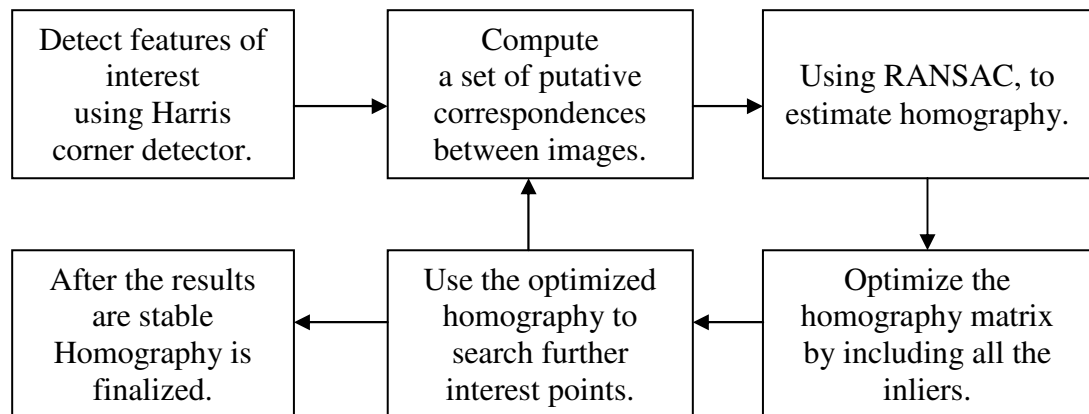 Detect features of
interest
using Harris
corner detector.
Compute
a set of putative
correspondences
between images.
Using RANSAC, to
estimate homography.
Optimize the
homography matrix
by including all the
inliers.
Use the optimized
homography to
search further
interest points.
After the results
are stable
Homography is
finalized.